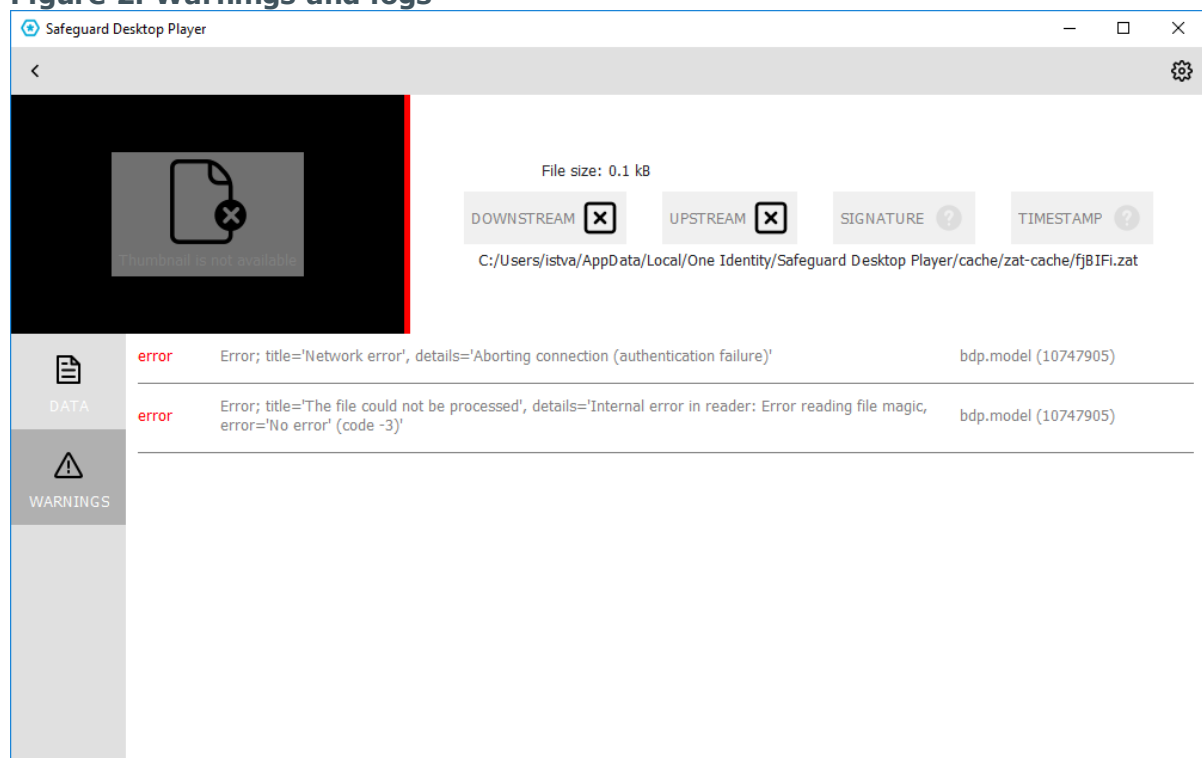 Figure 2: Warnings and logs
Safeguard Desktop Player
File size: 0.1 kB
DOWNSTREAM
UPSTREAM
SIGNATURE ?
TIMESTAMP ?
Thumbnail is not available
C:/Users/istva/AppData/Local/One Identity/Safeguard Desktop Player/cache/zat-cache/fjBIFi.zat
DATA
error Error; title='Network error', details='Aborting connection (authentication failure)' bdp.model (10747905)
error Error; title='The file could not be processed', details='Internal error in reader: Error reading file magic,
error='No error' (code -3)' bdp.model (10747905)
WARNINGS